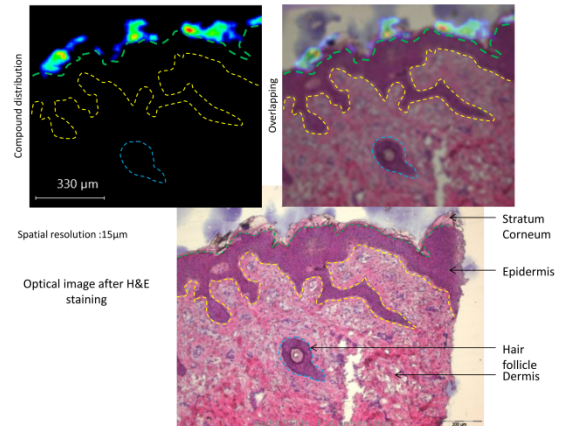 Compound distribution
330 µm
Overlapping
Spatial resolution :15µm
Optical image after H&E
staining
Stratum
Corneum
Epidermis
Hair
follicle
Dermis